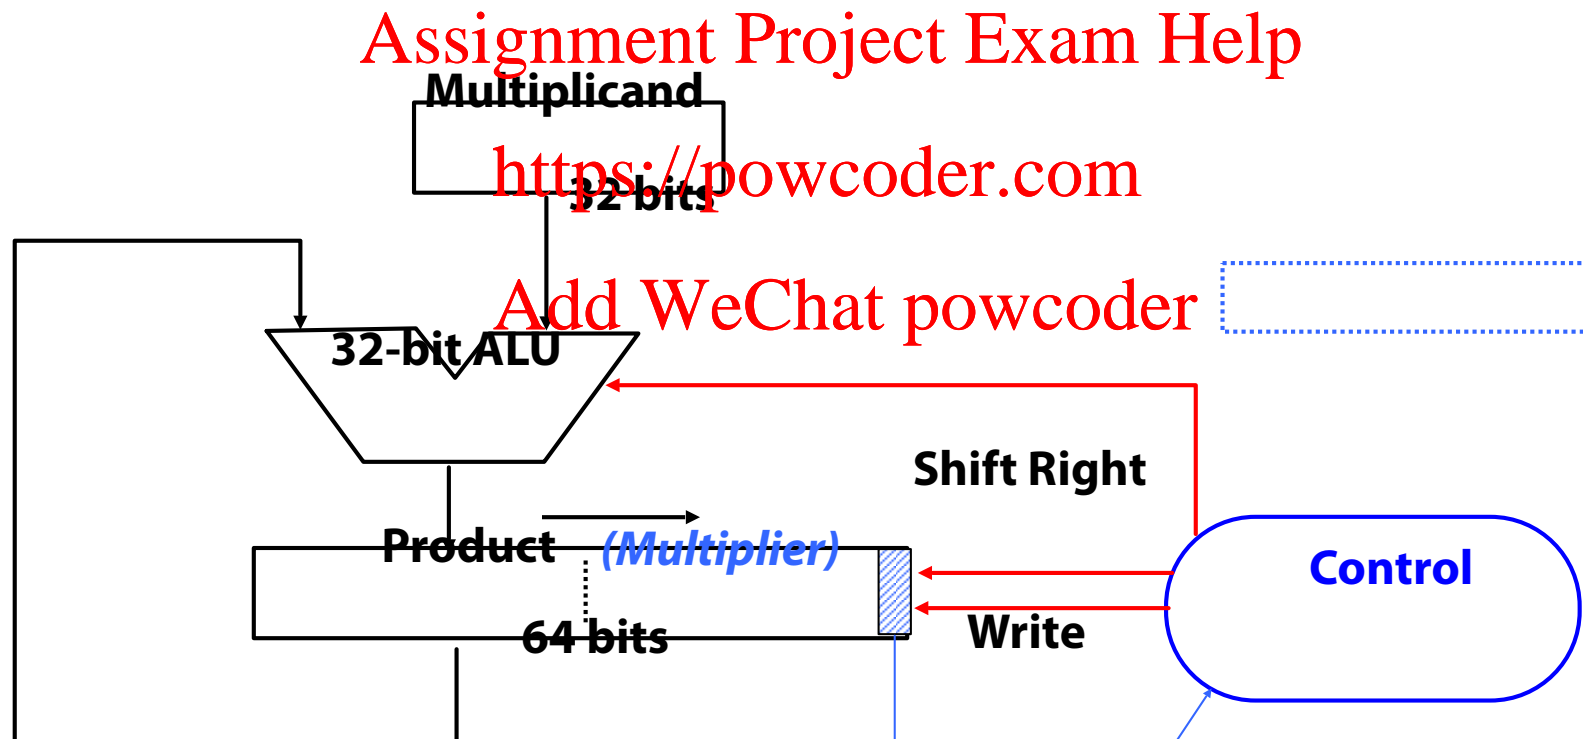 Assignment Project Exam Help
Multiplicand
https://powcoder.com
32 bits
Add WeChat powcoder
32-bit ALU
Shift Right
Product (Multiplier)
Control
64 bits
Write